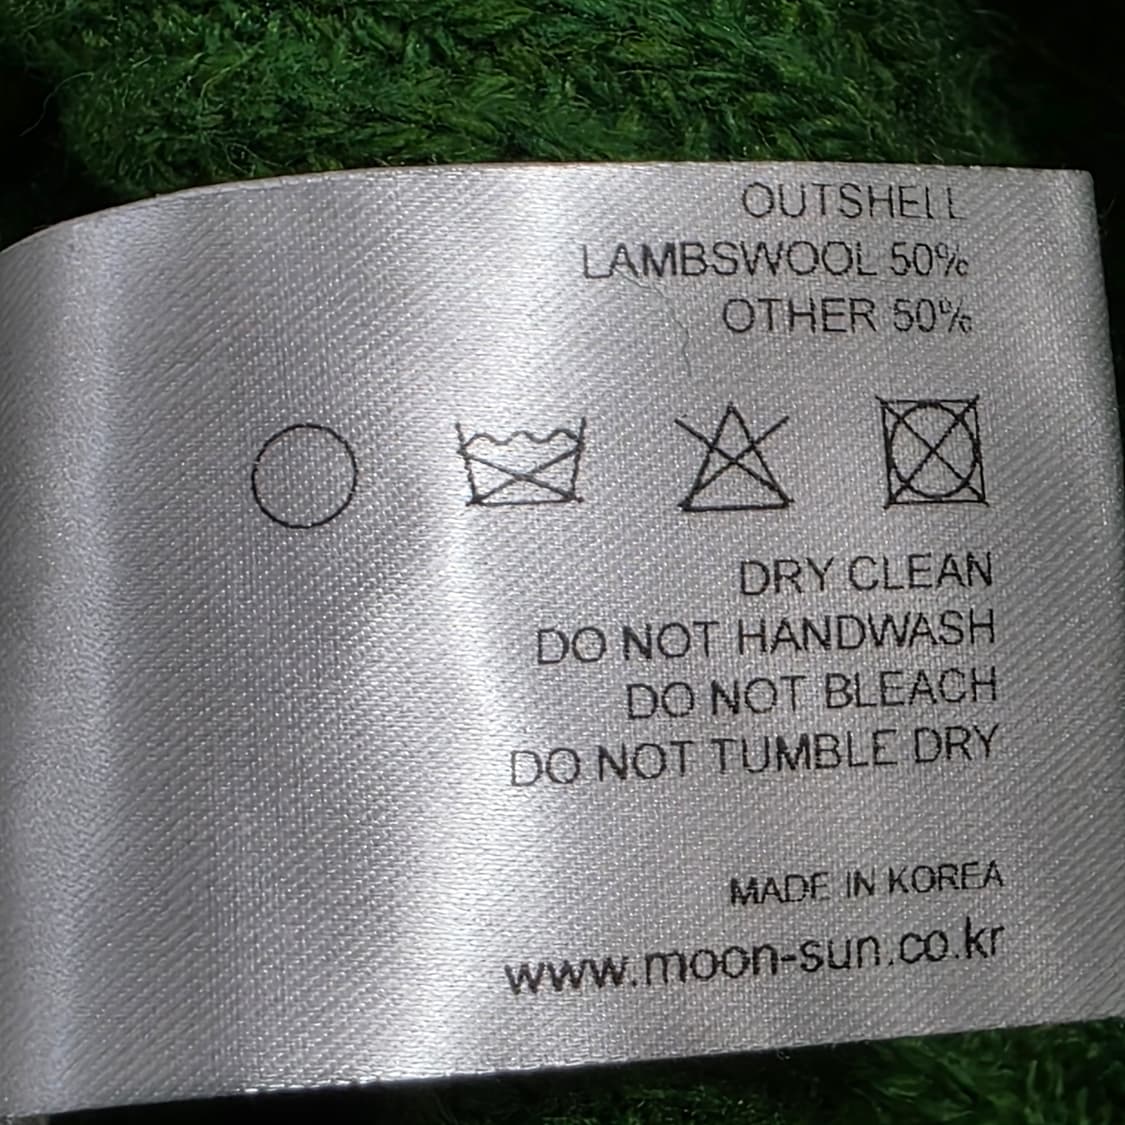 OUTSHELL
LAMBSWOOL 50%
OTHER 50%
DRY CLEAN
DO NOT HANDWASH
DO NOT BLEACH
DO NOT TUMBLE DRY
MADE IN KOREA
www.moon-sun.co.kr